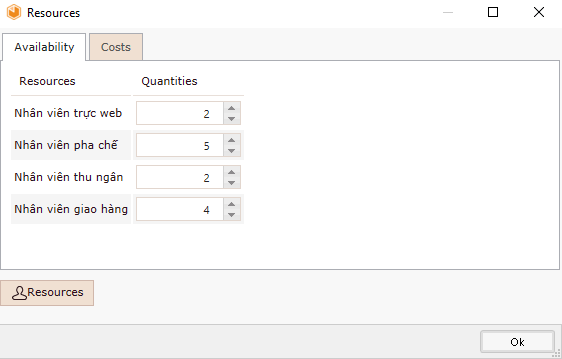 Resources
Availability Costs
Resources Quantities
Nhân viên trực web 2
Nhân viên pha chế 5
Nhân viên thu ngân 2
Nhân viên giao hàng 4
Resources
Ok